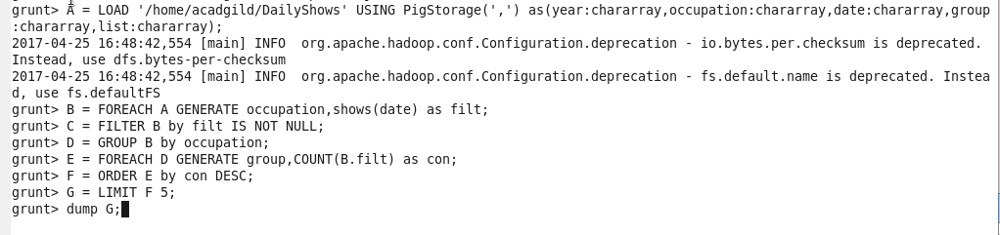 grunt> A = LOAD '/home/acadgild/DailyShows' USING PigStorage(',') as(year:chararray,occupation:chararray,date:chararray,group
:chararray,list:chararray);
2017-04-25 16:48:42,554 [main] INFO  org.apache.hadoop.conf.Configuration.deprecation - io.bytes.per.checksum is deprecated.
Instead, use dfs.bytes-per-checksum
2017-04-25 16:48:42,554 [main] INFO  org.apache.hadoop.conf.Configuration.deprecation - fs.default.name is deprecated. Instea
d, use fs.defaultFS
grunt> B = FOREACH A GENERATE occupation,shows(date) as filt;
grunt> C = FILTER B by filt IS NOT NULL;
grunt> D = GROUP B by occupation;
grunt> E = FOREACH D GENERATE group,COUNT(B.filt) as con;
grunt> F = ORDER E by con DESC;
grunt> G = LIMIT F 5;
grunt> dump G;